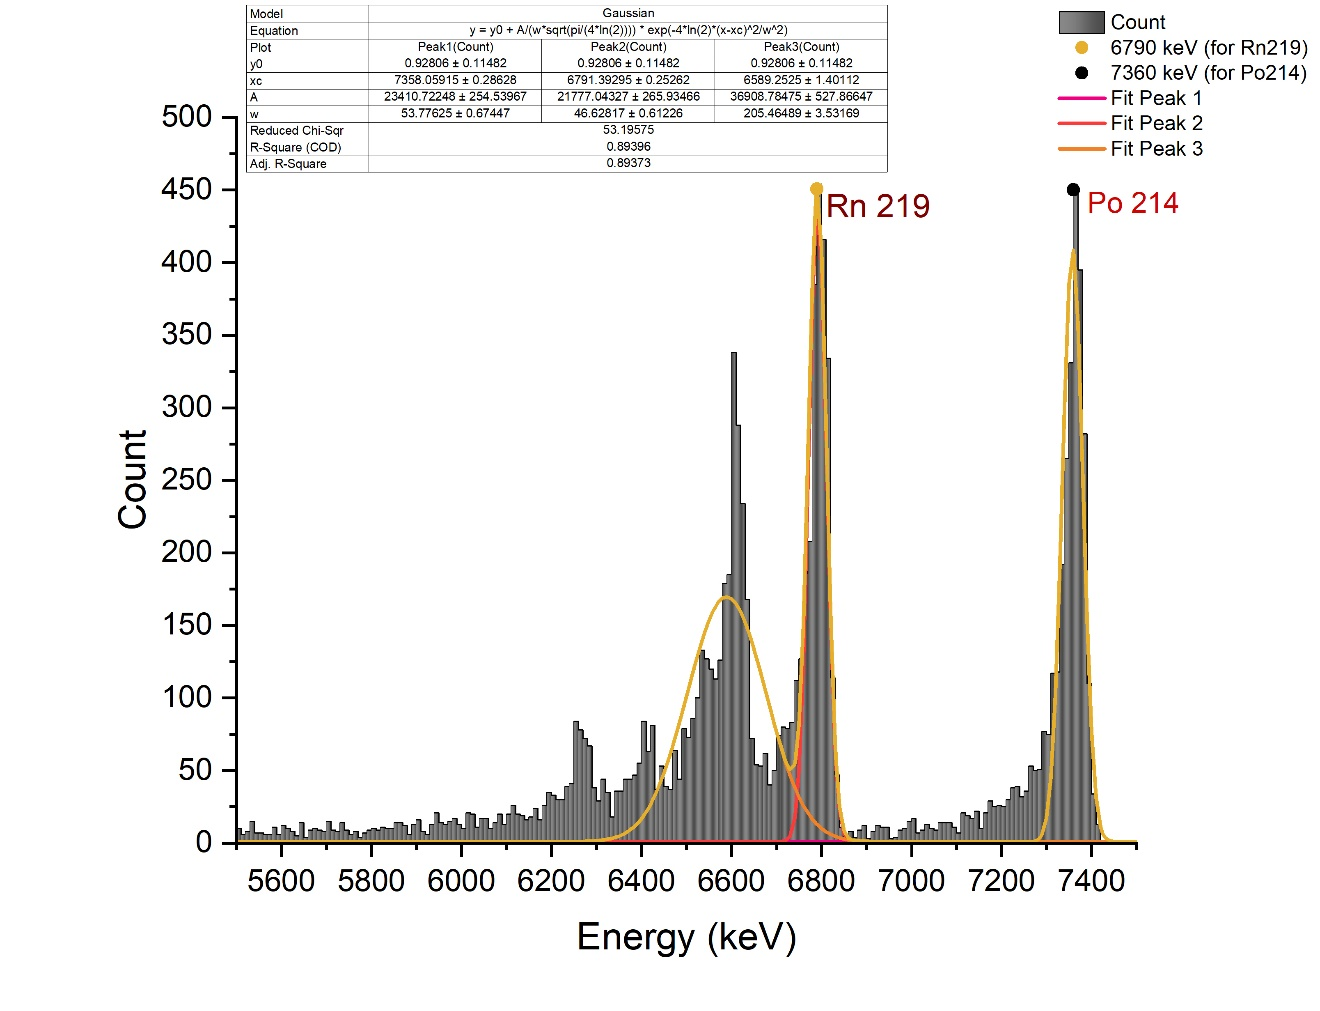 Model Gaussian
Equation y = y0 + A/(w*sqrt(pi/(4*ln(2)))) * exp(-4*ln(2)*(x-xc)^2/w^2)
Plot Peak1(Count) Peak2(Count) Peak3(Count)
y0 0.92806 ± 0.11482 0.92806 ± 0.11482 0.92806 ± 0.11482
xc 7358.05915 ± 0.28628 6791.39295 ± 0.25262 6589.2525 ± 1.40112
A 23410.72248 ± 254.53967 21777.04327 ± 265.93466 36908.78475 ± 527.86647
w 53.77625 ± 0.67447 46.62817 ± 0.61226 205.46489 ± 3.53169
Reduced Chi-Sqr 53.19575
R-Square (COD) 0.89396
Adj. R-Square 0.89373
Count
6790 keV (for Rn219)
7360 keV (for Po214)
Fit Peak 1
Fit Peak 2
Fit Peak 3
500
450
400
350
300
250
200
150
100
50
0
Count
Rn 219
Po 214
5600 5800 6000 6200 6400 6600 6800 7000 7200 7400
Energy (keV)